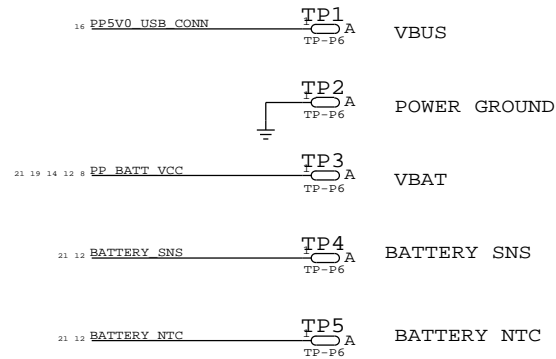 TP1
16 PP5V0_USB_CONN 1 A VBUS
TP-P6
TP2
1 A POWER GROUND
TP-P6
TP3
21 19 14 12 8 PP_BATT_VCC 1 A VBAT
TP-P6
TP4
21 12 BATTERY_SNS 1 A BATTERY SNS
TP-P6
TP5
21 12 BATTERY_NTC 1 A BATTERY NTC
TP-P6